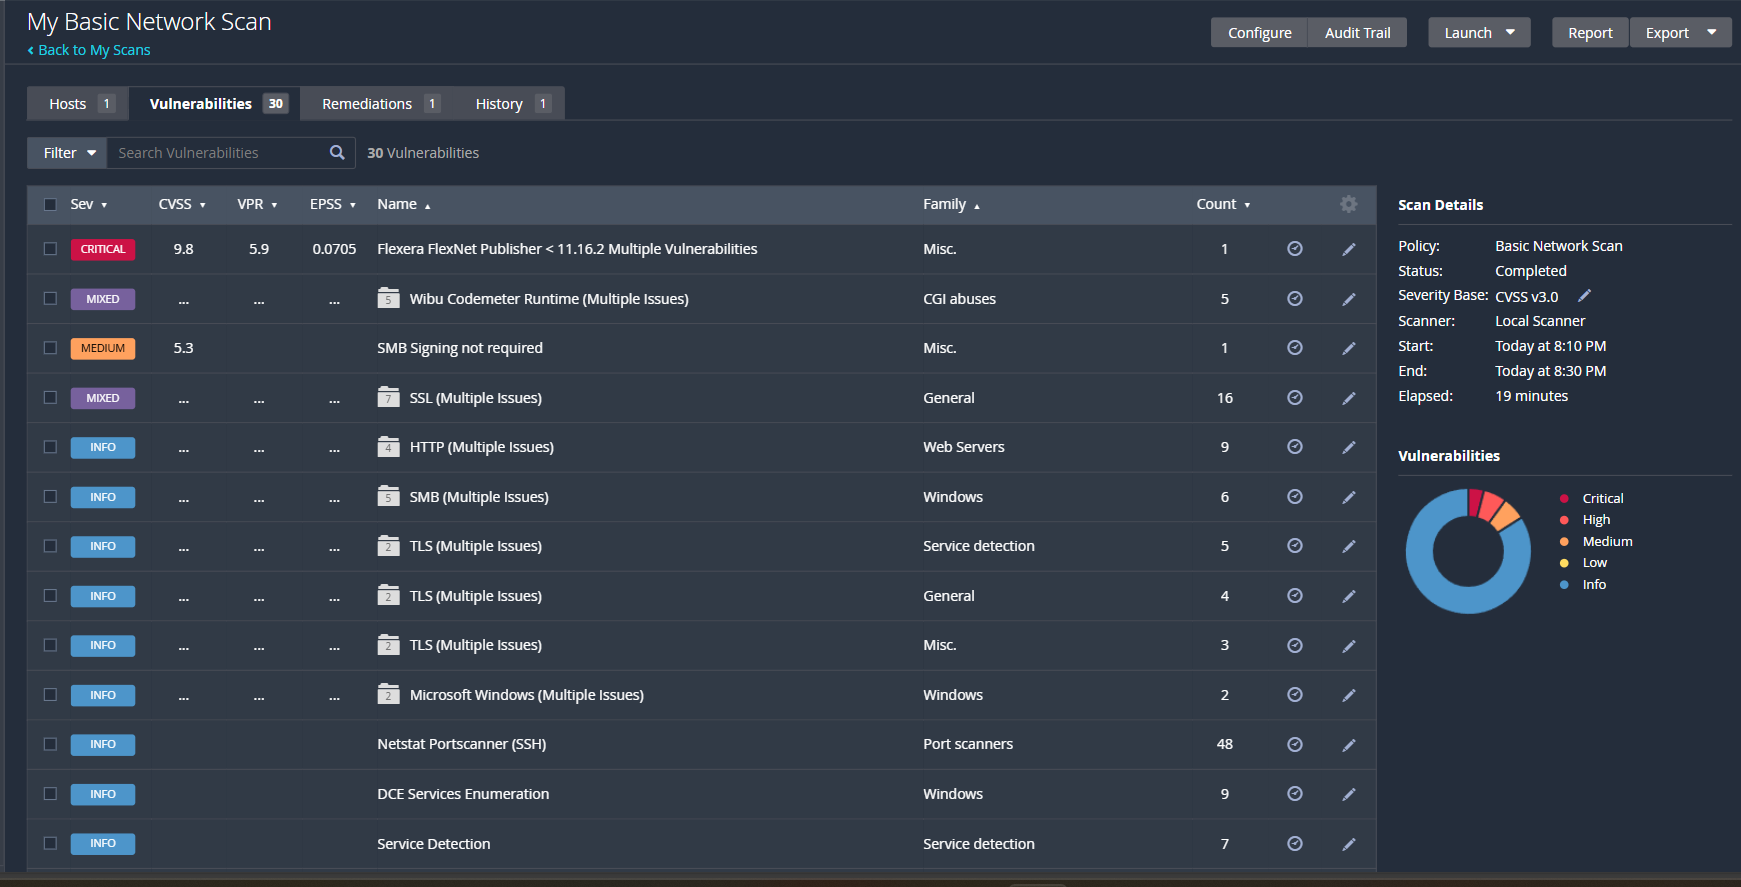 My Basic Network Scan
Back to My Scans
Configure Audit Trail Launch Report Export
Hosts 1 Vulnerabilities 30 Remediations 1 History 1
Filter Search Vulnerabilities 30 Vulnerabilities
Sev CVSS VPR EPSS Name Family Count
CRITICAL 9.8 5.9 0.0705 Flexera FlexNet Publisher < 11.16.2 Multiple Vulnerabilities Misc. 1
MIXED ... ... ... 5 Wibu Codemeter Runtime (Multiple Issues) CGI abuses 5
MEDIUM 5.3 SMB Signing not required Misc. 1
MIXED ... ... ... 7 SSL (Multiple Issues) General 16
INFO ... ... ... 4 HTTP (Multiple Issues) Web Servers 9
INFO ... ... ... 5 SMB (Multiple Issues) Windows 6
INFO ... ... ... 2 TLS (Multiple Issues) Service detection 5
INFO ... ... ... 2 TLS (Multiple Issues) General 4
INFO ... ... ... 2 TLS (Multiple Issues) Misc. 3
INFO ... ... ... 2 Microsoft Windows (Multiple Issues) Windows 2
INFO Netstat Portscanner (SSH) Port scanners 48
INFO DCE Services Enumeration Windows 9
INFO Service Detection Service detection 7
Scan Details
Policy: Basic Network Scan
Status: Completed
Severity Base: CVSS v3.0
Scanner: Local Scanner
Start: Today at 8:10 PM
End: Today at 8:30 PM
Elapsed: 19 minutes
Vulnerabilities
Critical
High
Medium
Low
Info